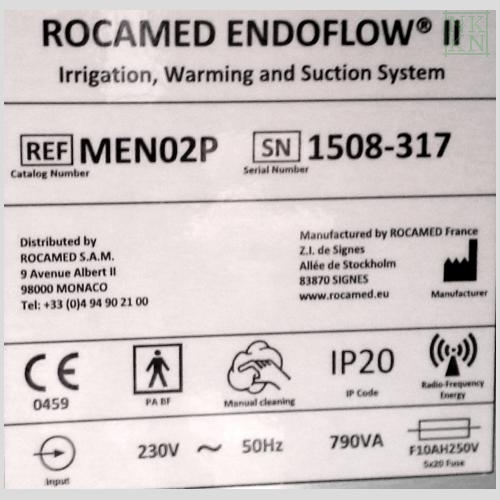 ROCAMED ENDOFLOW® II
Irrigation, Warming and Suction System
REF MEN02P
Catalog Number
SN 1508-317
Serial Number
Distributed by
ROCAMED S.A.M.
9 Avenue Albert II
98000 MONACO
Tel: +33 (0)4 94 90 21 00
Manufactured by ROCAMED France
Z.I. de Signes
Allée de Stockholm
83870 SIGNES
www.rocamed.eu
Manufacturer
CE
0459
PA BF
Manual cleaning
IP20
IP Code
Radio-Frequency
Energy
Input
230V ~ 50Hz
790VA
F10AH250V
5x20 Fuse